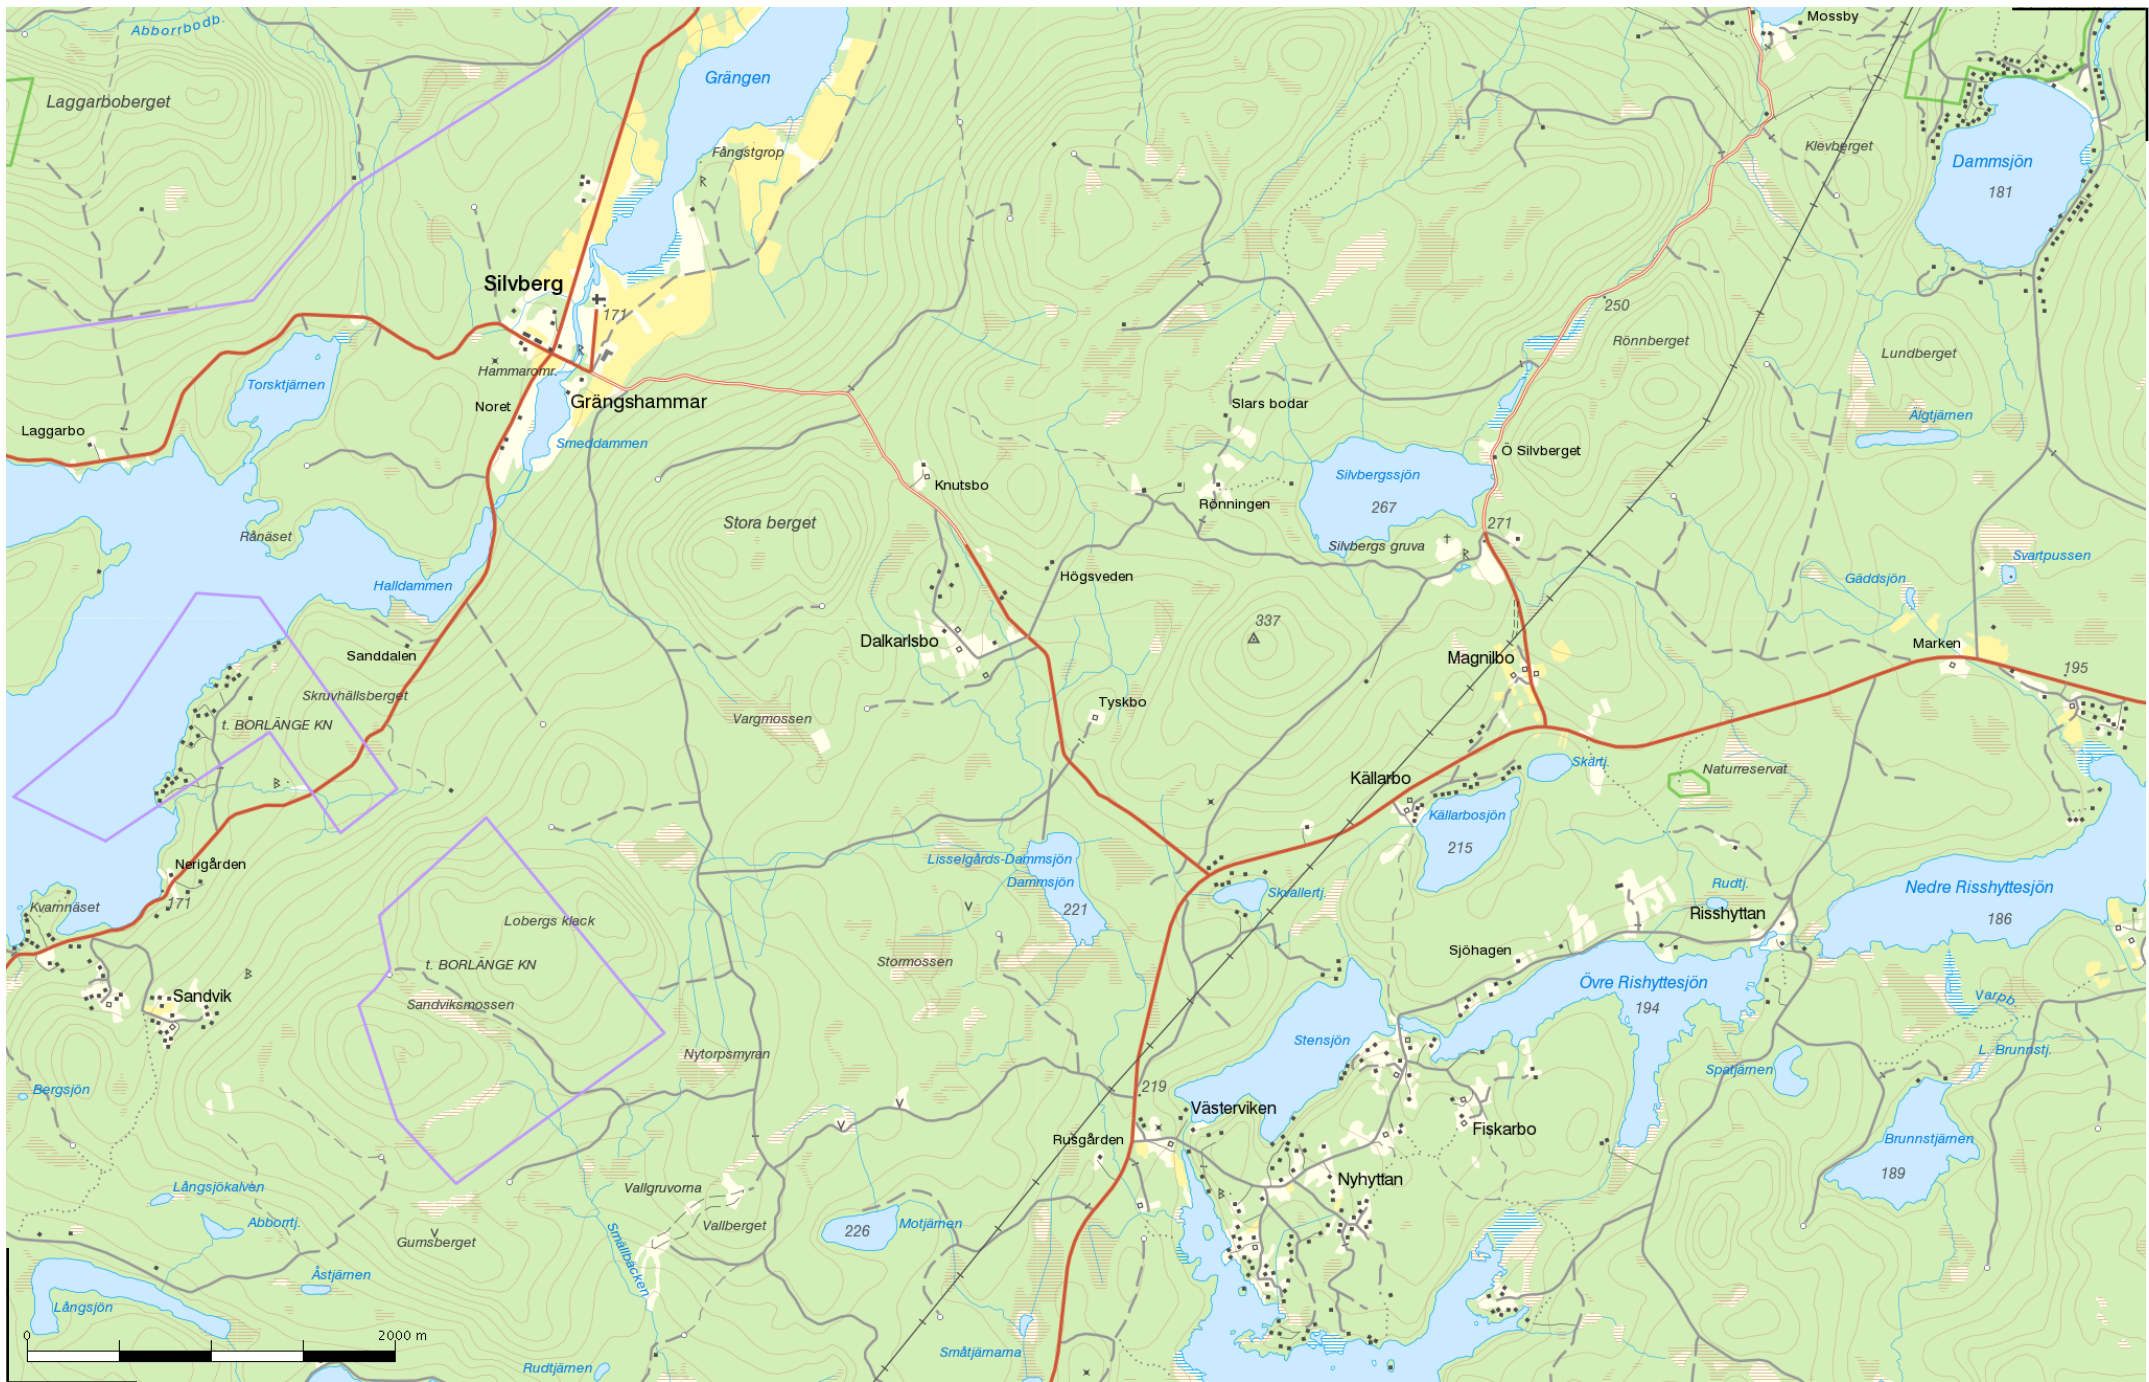 Mossby
Abborrbodb.
Grängen
Laggarboberget
Klevberget
Fångstgrop
Dammsjön
181
Silvberg
250
171
Rönnberget
Lundberget
Hammaromr.
Torsktjärnen
Grängshammar
Noret
Slars bodar
Älgtjärnen
Laggarbo
Smeddammen
Ö Silvberget
Silvbergssjön
Knutsbo
Rönningen
267
Stora berget
271
Rånäset
Silvbergs gruva
Svartpussen
Högsveden
Gäddsjön
Halldammen
337
Dalkarlsbo
Marken
Sanddalen
Magnilbo
195
Skruvhällsberget
Tyskbo
Vargmossen
t. BORLÄNGE KN
Skärtj.
Naturreservat
Källarbo
Källarbosjön
215
Lisselgårds-Dammsjön
Nerigården
Dammsjön
Rudtj.
Nedre Risshyttesjön
Skvallertj.
171
Kvarnnäset
221
Risshyttan
186
Lobergs klack
Sjöhagen
Stormossen
t. BORLÄNGE KN
Övre Rishyttesjön
Sandvik
Varpb.
Sandviksmossen
194
Stensjön
Nytorpsmyran
L. Brunnstj.
Spatjärnen
219
Bergsjön
Västerviken
Fiskarbo
Rusgården
Brunnstjärnen
189
Nyhyttan
Långsjökalven
Vallgruvorna
Abborrtj.
Vallberget
226
Motjärnen
Gumsberget
Smällbäcken
Åstjärnen
Långsjön
0
2000 m
Småtjärnarna
Rudtjärnen